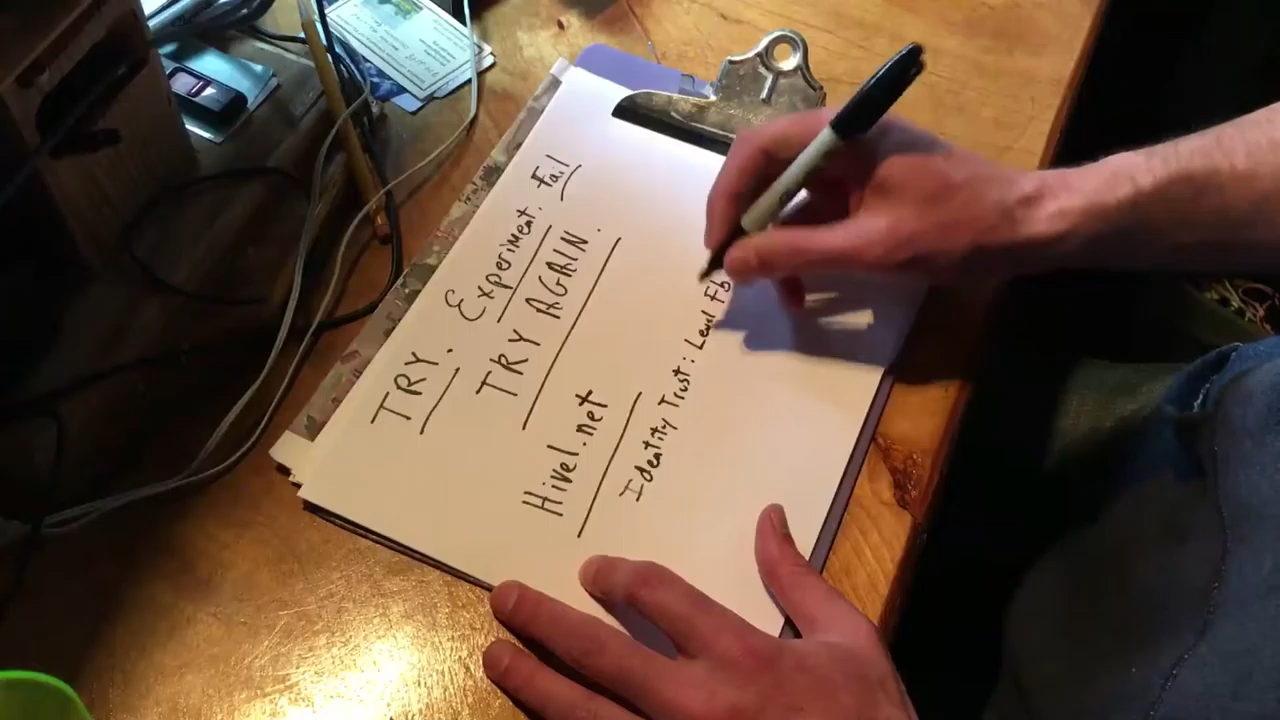 TRY. Experiment. Fail
TRY AGAIN.
Hivel.net
Identity Trust: Level Fb